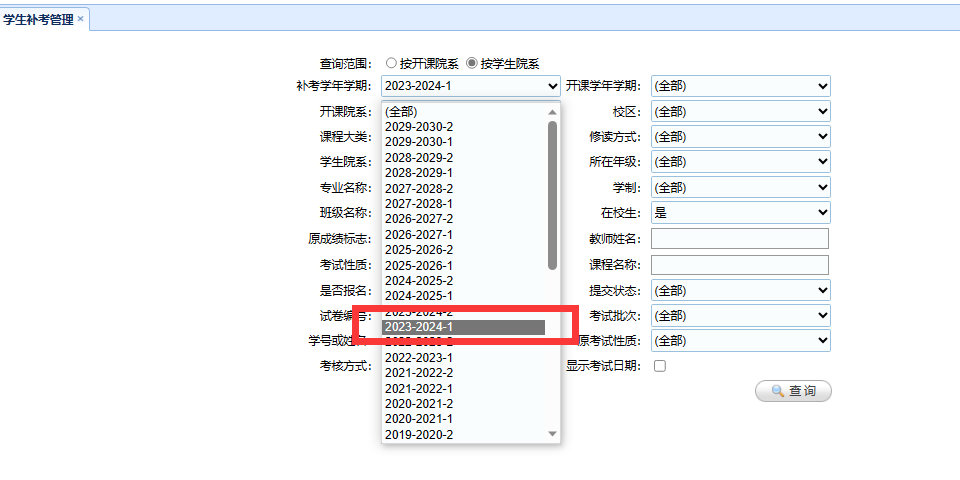 学生补考管理 ×
查询范围： 按开课院系 按学生院系
补考学年学期： 2023-2024-1 开课学年学期： (全部)
开课院系： (全部) 校区： (全部)
2029-2030-2
课程大类： 2029-2030-1 修读方式： (全部)
2028-2029-2
学生院系： 所在年级： (全部)
2028-2029-1
专业名称： 2027-2028-2 学制： (全部)
2027-2028-1
班级名称： 2026-2027-2 在校生： 是
2026-2027-1
原成绩标志： 教师姓名：
2025-2026-2
考试性质： 2025-2026-1 课程名称：
2024-2025-2
是否报名： 2024-2025-1 提交状态： (全部)
试卷编号： 2023-2024-2 考试批次： (全部)
2023-2024-1
学号或姓名 2022-2023-2 原考试性质： (全部)
2022-2023-1
考核方式： 2021-2022-2 显示考试日期：
2021-2022-1
查询
2020-2021-2
2020-2021-1
2019-2020-2